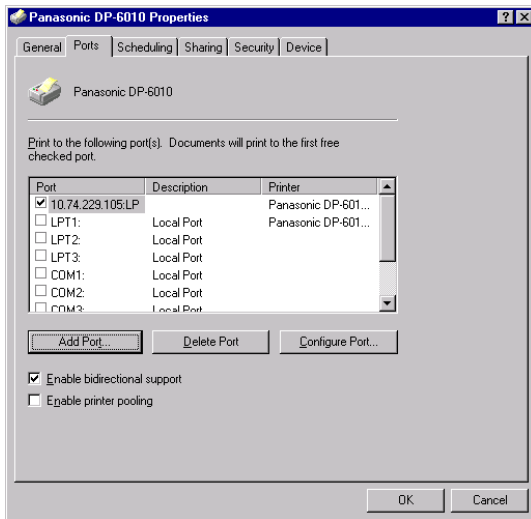 Panasonic DP-6010 Properties
General Ports Scheduling Sharing Security Device
Panasonic DP-6010
Print to the following port(s). Documents will print to the first free
checked port.
Port Description Printer
10.74.229.105:LP Panasonic DP-601...
LPT1: Local Port Panasonic DP-601...
LPT2: Local Port
LPT3: Local Port
COM1: Local Port
COM2: Local Port
COM3: Local Port
Add Port... Delete Port Configure Port...
Enable bidirectional support
Enable printer pooling
OK Cancel